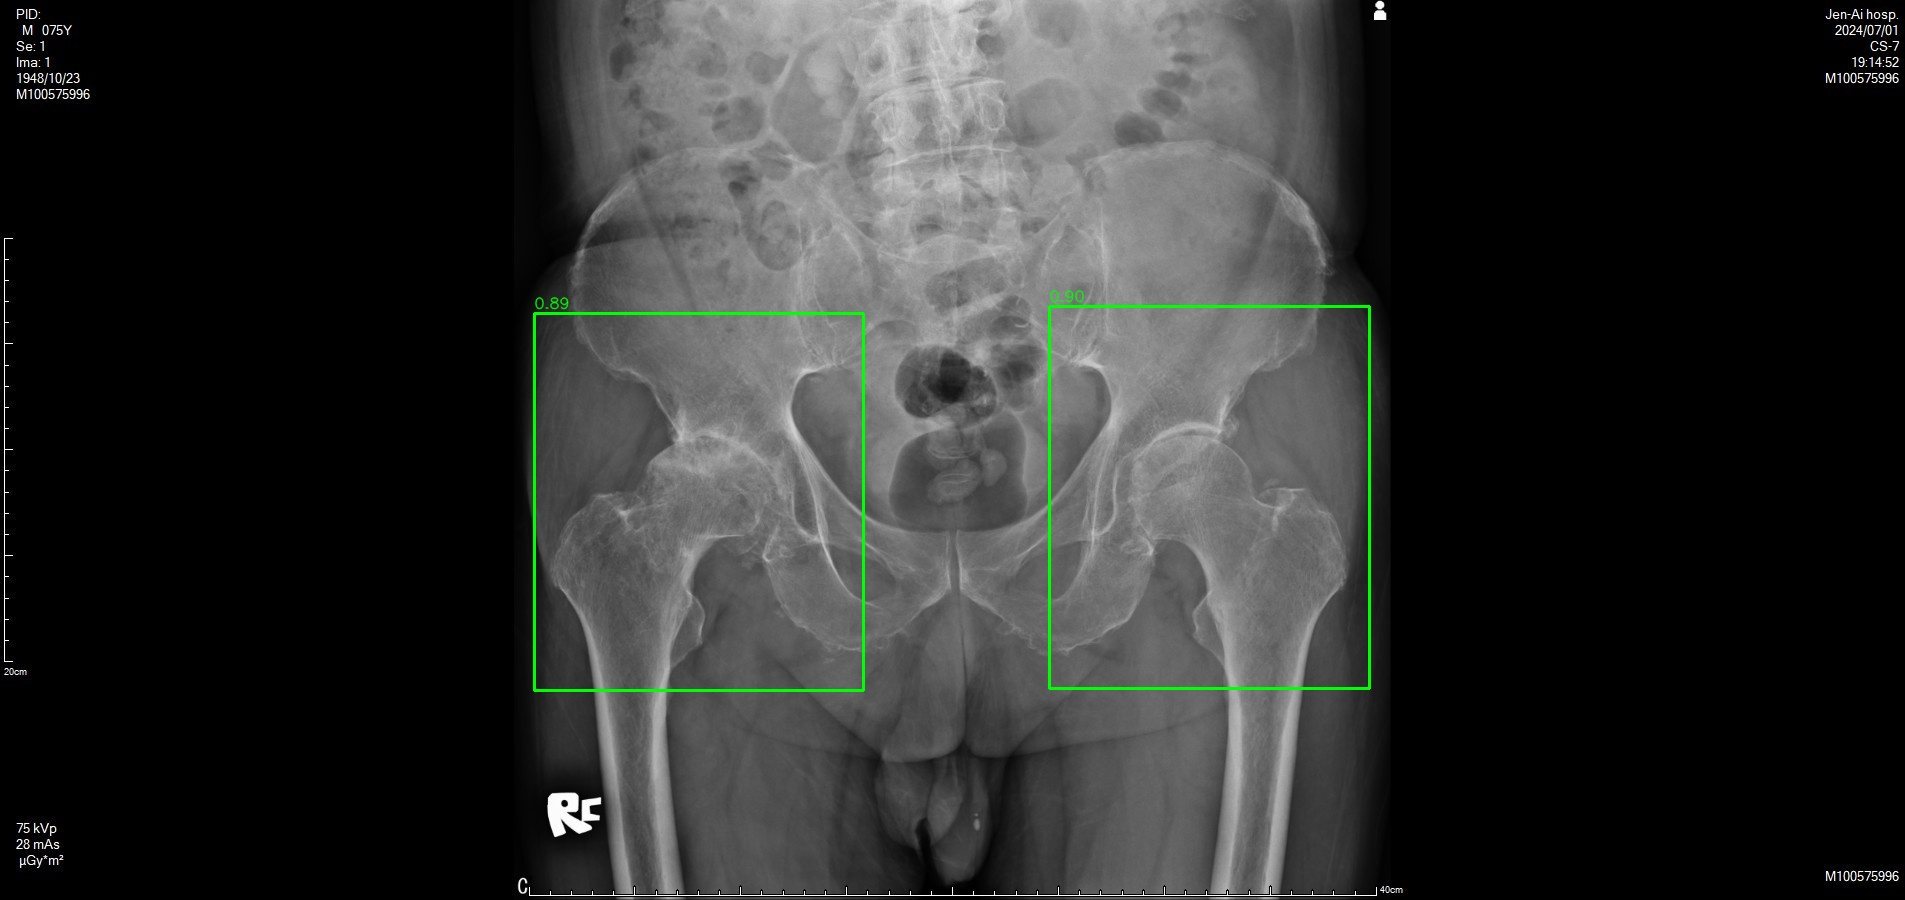 PID:
M 075Y
Se: 1
Ima: 1
1948/10/23
M100575996
Jen-Ai hosp.
2024/07/01
CS-7
19:14:52
M100575996
0.89
0.90
20cm
75 kVp
28 mAs
µGy*m²
C
40cm
M100575996